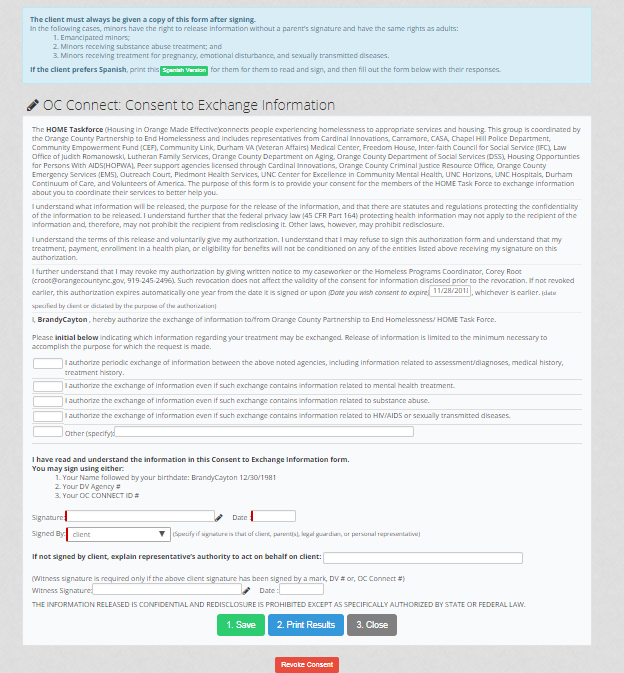 The client must always be given a copy of this form after signing.
In the following cases, minors have the right to release information without a parent's signature and have the same rights as adults:
1. Emancipated minors;
2. Minors receiving substance abuse treatment; and
3. Minors receiving treatment for pregnancy, emotional disturbance, and sexually transmitted diseases.
If the client prefers Spanish, print this Spanish Version for them for them to read and sign, and then fill out the form below with their responses.
OC Connect: Consent to Exchange Information
The HOME Taskforce (Housing in Orange Made Effective)connects people experiencing homelessness to appropriate services and housing. This group is coordinated by
the Orange County Partnership to End Homelessness and includes representatives from Cardinal Innovations, Carramore, CASA, Chapel Hill Police Department,
Community Empowerment Fund (CEF), Community Link, Durham VA (Veteran Affairs) Medical Center, Freedom House, Inter-faith Council for Social Service (IFC), Law
Office of Judith Romanowski, Lutheran Family Services, Orange County Department on Aging, Orange County Department of Social Services (DSS), Housing Opportunities
for Persons With AIDS(HOPWA), Peer support agencies licensed through Cardinal Innovations, Orange County Criminal Justice Resource Office, Orange County
Emergency Services (EMS), Outreach Court, Piedmont Health Services, UNC Center for Excellence in Community Mental Health, UNC Horizons, UNC Hospitals, Durham
Continuum of Care, and Volunteers of America. The purpose of this form is to provide your consent for the members of the HOME Task Force to exchange information
about you to coordinate their services to better help you.
I understand what information will be released, the purpose for the release of the information, and that there are statutes and regulations protecting the confidentiality
of the information to be released. I understand further that the federal privacy law (45 CFR Part 164) protecting health information may not apply to the recipient of the
information and, therefore, may not prohibit the recipient from redisclosing it. Other laws, however, may prohibit redisclosure.
I understand the terms of this release and voluntarily give my authorization. I understand that I may refuse to sign this authorization form and understand that my
treatment, payment, enrollment in a health plan, or eligibility for benefits will not be conditioned on any of the entities listed above receiving my signature on this
authorization.
I further understand that I may revoke my authorization by giving written notice to my caseworker or the Homeless Programs Coordinator, Corey Root
(croot@orangecountync.gov, 919-245-2496). Such revocation does not affect the validity of the consent for information disclosed prior to the revocation. If not revoked
earlier, this authorization expires automatically one year from the date it is signed or upon (Date you wish consent to expire) 11/28/201 , whichever is earlier. (date
specified by client or dictated by the purpose of the authorization)
I, BrandyCayton , hereby authorize the exchange of information to/from Orange County Partnership to End Homelessness/ HOME Task Force.
Please initial below indicating which information regarding your treatment may be exchanged. Release of information is limited to the minimum necessary to
accomplish the purpose for which the request is made.
I authorize periodic exchange of information between the above noted agencies, including information related to assessment/diagnoses, medical history,
treatment history.
I authorize the exchange of information even if such exchange contains information related to mental health treatment.
I authorize the exchange of information even if such exchange contains information related to substance abuse.
I authorize the exchange of information even if such exchange contains information related to HIV/AIDS or sexually transmitted diseases.
Other (specify):
I have read and understand the information in this Consent to Exchange Information form.
You may sign using either:
1. Your Name followed by your birthdate: BrandyCayton 12/30/1981
2. Your DV Agency #
3. Your OC CONNECT ID #
Signature: Date :
Signed By: client (Specify if signature is that of client, parent(s), legal guardian, or personal representative)
If not signed by client, explain representative's authority to act on behalf on client:
(Witness signature is required only if the above client signature has been signed by a mark, DV # or, OC Connect #)
Witness Signature: Date :
THE INFORMATION RELEASED IS CONFIDENTIAL AND REDISCLOSURE IS PROHIBITED EXCEPT AS SPECIFICALLY AUTHORIZED BY STATE OR FEDERAL LAW.
1. Save 2. Print Results 3. Close
Revoke Consent